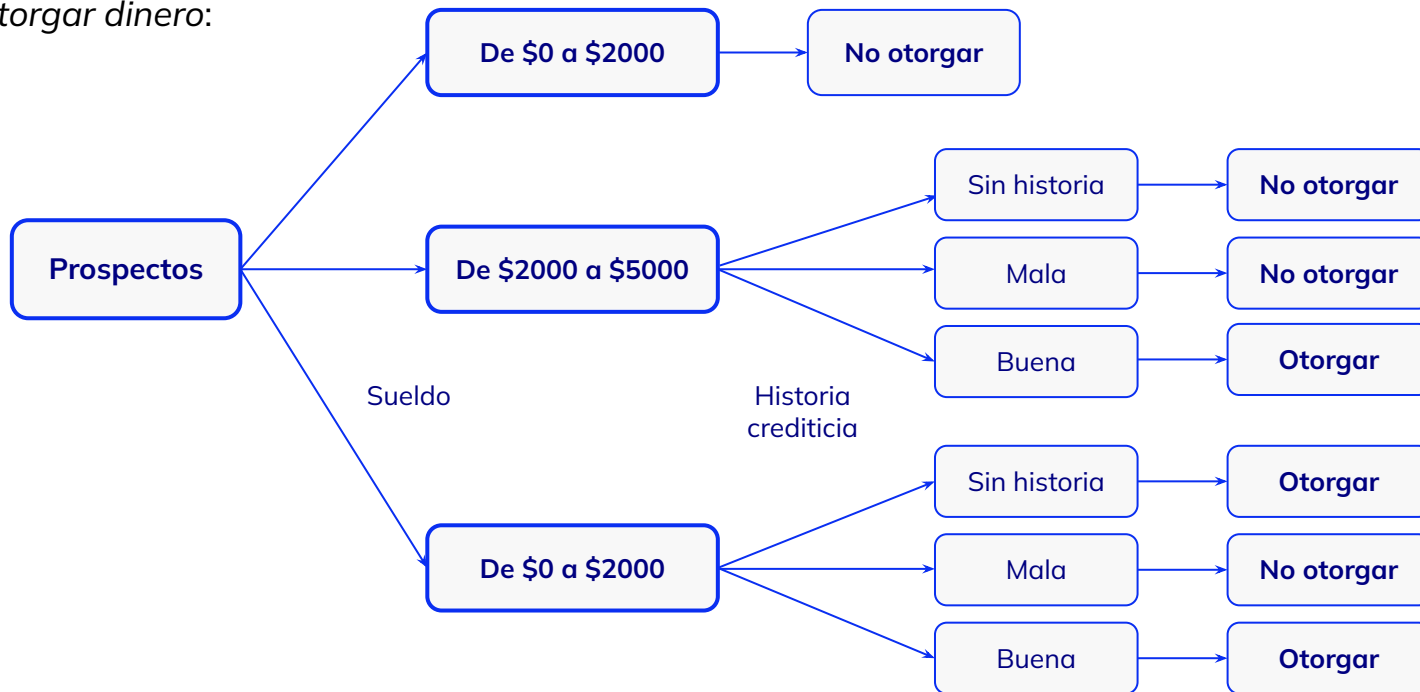 torgar dinero:
De $0 a $2000
No otorgar
Prospectos
De $2000 a $5000
Sin historia
No otorgar
Mala
No otorgar
Buena
Otorgar
Sueldo
Historia
crediticia
De $0 a $2000
Sin historia
Otorgar
Mala
No otorgar
Buena
Otorgar